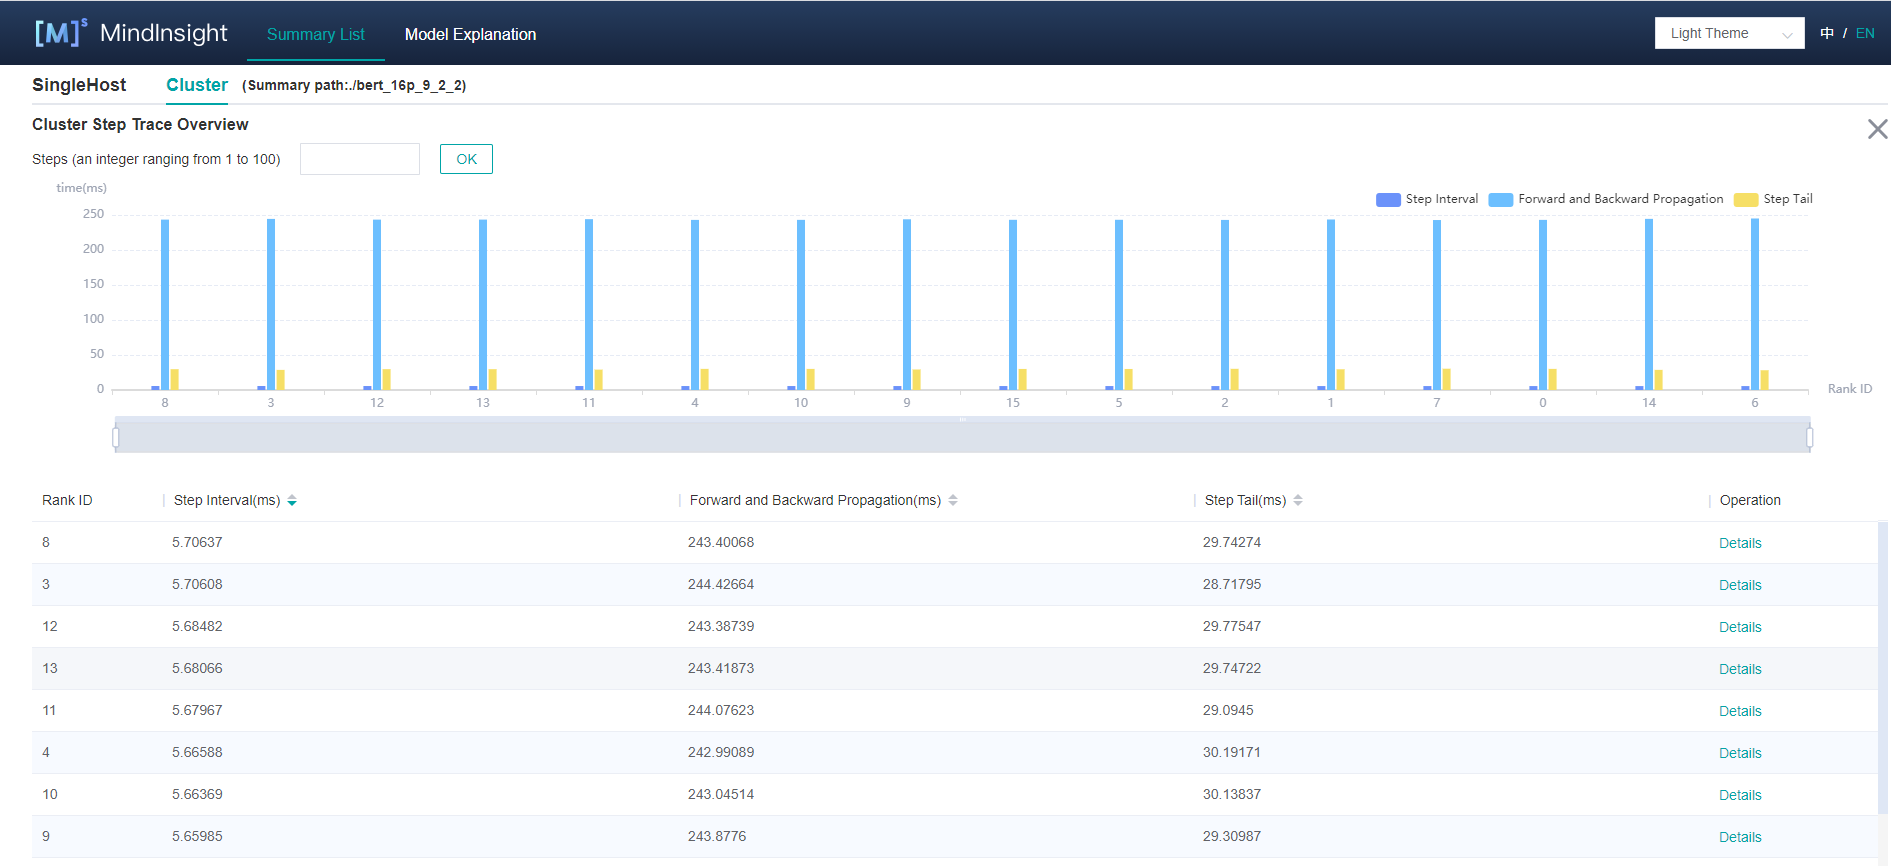 [M]s MindInsight Summary List Model Explanation Light Theme 中 / EN
SingleHost Cluster (Summary path:./bert_16p_9_2_2)
Cluster Step Trace Overview
Steps (an integer ranging from 1 to 100) OK
time(ms)
Step Interval Forward and Backward Propagation Step Tail
250
200
150
100
50
0
8 3 12 13 11 4 10 9 15 5 2 1 7 0 14 6 Rank ID
Rank ID Step Interval(ms) Forward and Backward Propagation(ms) Step Tail(ms) Operation
8 5.70637 243.40068 29.74274 Details
3 5.70608 244.42664 28.71795 Details
12 5.68482 243.38739 29.77547 Details
13 5.68066 243.41873 29.74722 Details
11 5.67967 244.07623 29.0945 Details
4 5.66588 242.99089 30.19171 Details
10 5.66369 243.04514 30.13837 Details
9 5.65985 243.8776 29.30987 Details